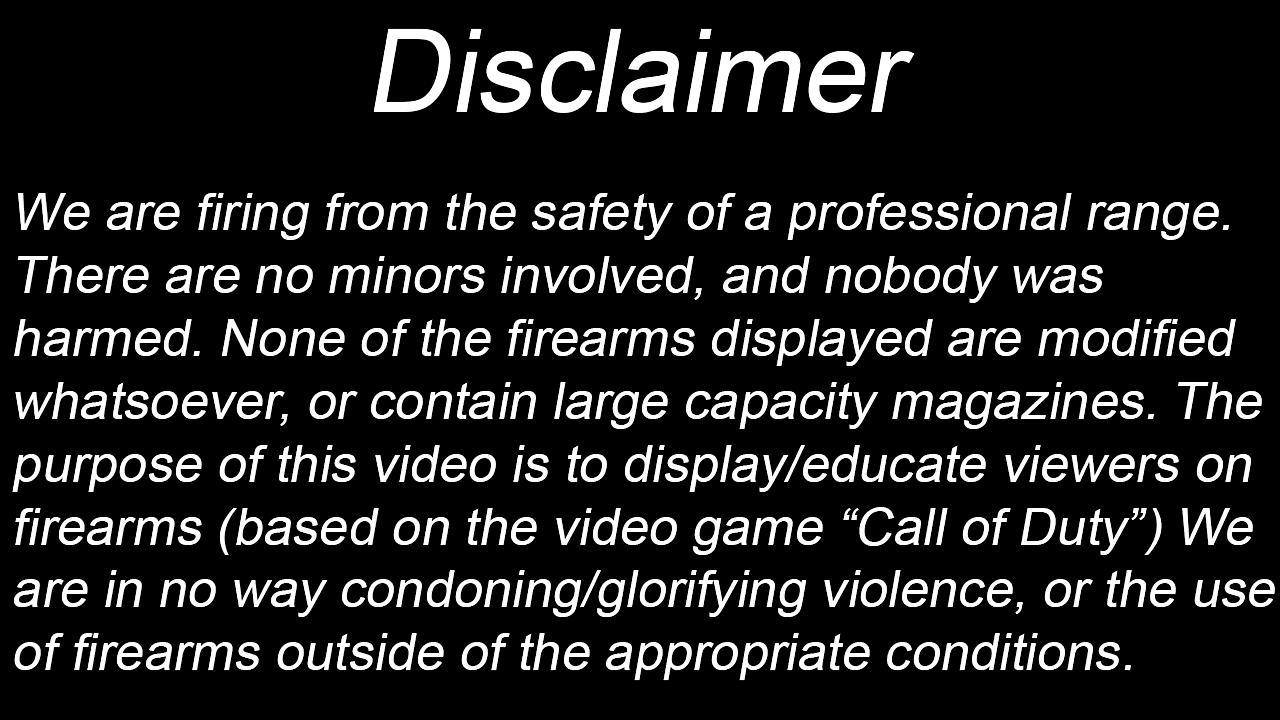 Disclaimer
We are firing from the safety of a professional range.
There are no minors involved, and nobody was
harmed. None of the firearms displayed are modified
whatsoever, or contain large capacity magazines. The
purpose of this video is to display/educate viewers on
firearms (based on the video game “Call of Duty”) We
are in no way condoning/glorifying violence, or the use
of firearms outside of the appropriate conditions.